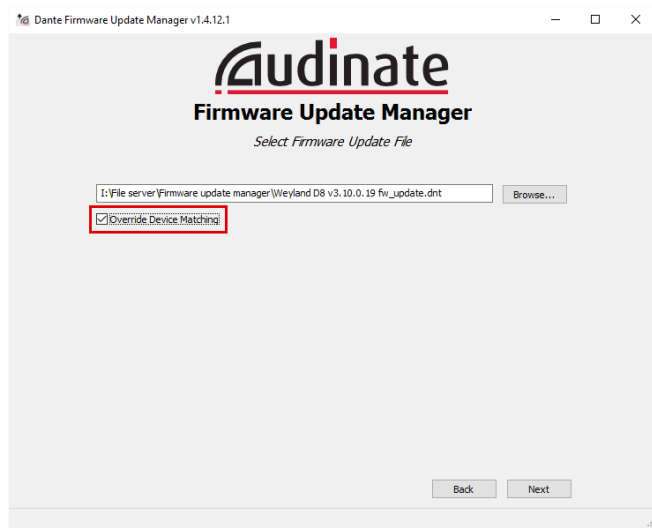 Dante Firmware Update Manager v1.4.12.1
Audinate
Firmware Update Manager
Select Firmware Update File
I:\File server\Firmware update manager\Weyland D8 v3.10.0.19 fw_update.dnt Browse...
Override Device Matching
Back Next